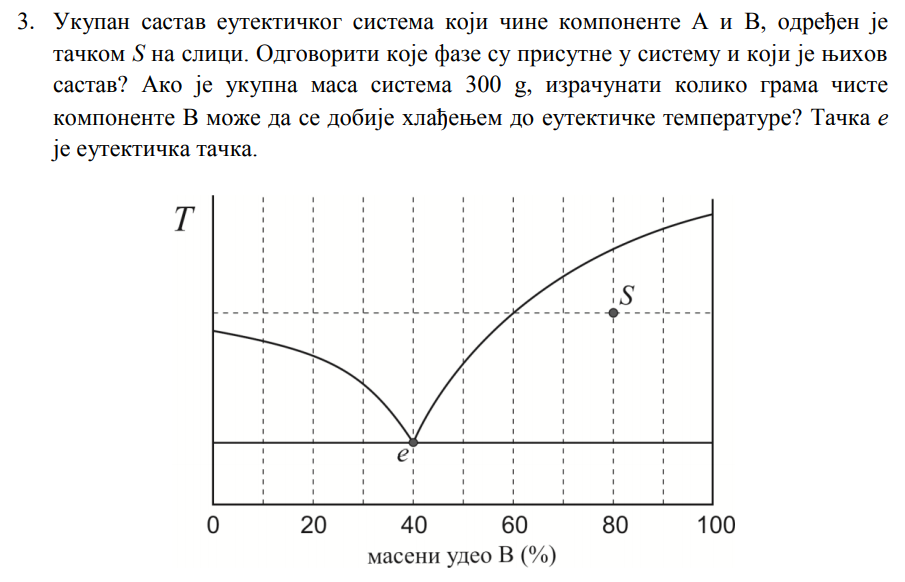 3. Укупан састав еутектичког система који чине компоненте А и В, одређен је
тачком S на слици. Одговорити које фазе су присутне у систему и који је њихов
састав? Ако је укупна маса система 300 g, израчунати колико грама чисте
компоненте В може да се добије хлађењем до еутектичке температуре? Тачка e
је еутектичка тачка.
T
S
e
0 20 40 60 80 100
масени удео В (%)